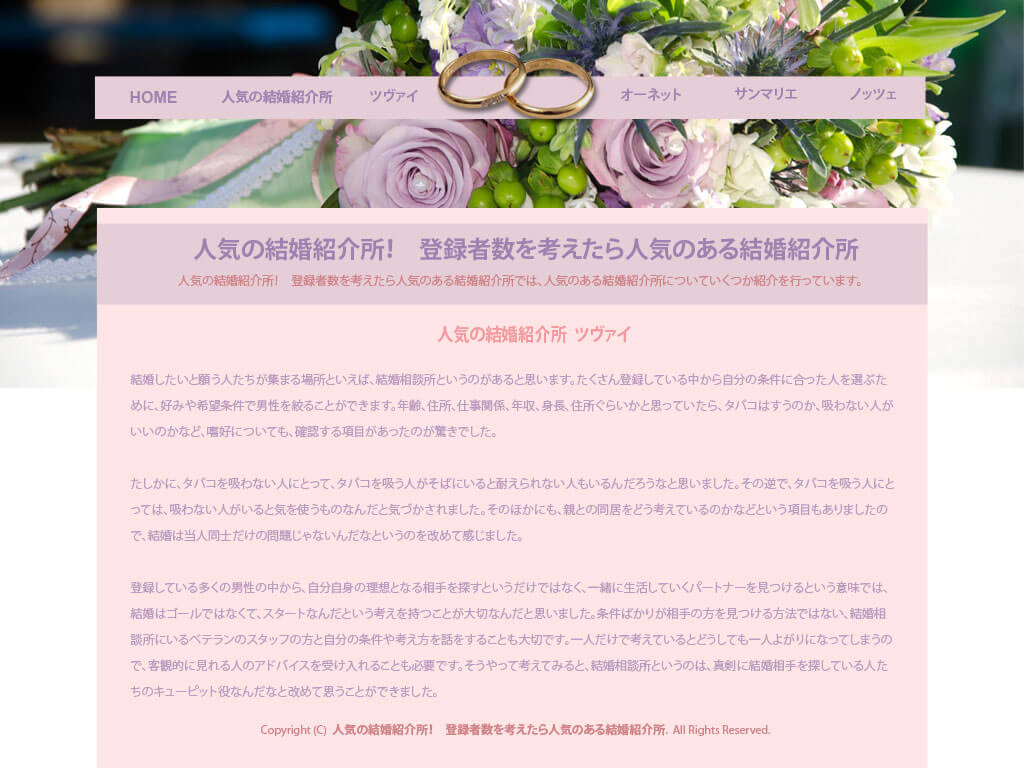 HOME 人気の結婚紹介所 ツヴァイ オーネット サンマリエ ノッツェ
人気の結婚紹介所！　登録者数を考えたら人気のある結婚紹介所
人気の結婚紹介所！　登録者数を考えたら人気のある結婚紹介所では、人気のある結婚紹介所についていくつか紹介を行っています。
人気の結婚紹介所 ツヴァイ
結婚したいと願う人たちが集まる場所といえば、結婚相談所というのがあると思います。たくさん登録している中から自分の条件に合った人を選ぶた
めに、好みや希望条件で男性を絞ることができます。年齢、住所、仕事関係、年収、身長、住所ぐらいかと思っていたら、タバコはすうのか、吸わない人が
いいのかなど、嗜好についても、確認する項目があったのが驚きでした。
たしかに、タバコを吸わない人にとって、タバコを吸う人がそばにいると耐えられない人もいるんだろうなと思いました。その逆で、タバコを吸う人にと
っては、吸わない人がいると気を使うものなんだと気づかされました。そのほかにも、親との同居をどう考えているのかなどという項目もありましたの
で、結婚は当人同士だけの問題じゃないんだなというのを改めて感じました。
登録している多くの男性の中から、自分自身の理想となる相手を探すというだけではなく、一緒に生活していくパートナーを見つけるという意味では、
結婚はゴールではなくて、スタートなんだという考えを持つことが大切なんだと思いました。条件ばかりが相手の方を見つける方法ではない、結婚相
談所にいるベテランのスタッフの方と自分の条件や考え方を話をすることも大切です。一人だけで考えているとどうしても一人よがりになってしまうの
で、客観的に見れる人のアドバイスを受け入れることも必要です。そうやって考えてみると、結婚相談所というのは、真剣に結婚相手を探している人た
ちのキューピット役なんだなと改めて思うことができました。
Copyright (C) 人気の結婚紹介所！　登録者数を考えたら人気のある結婚紹介所. All Rights Reserved.